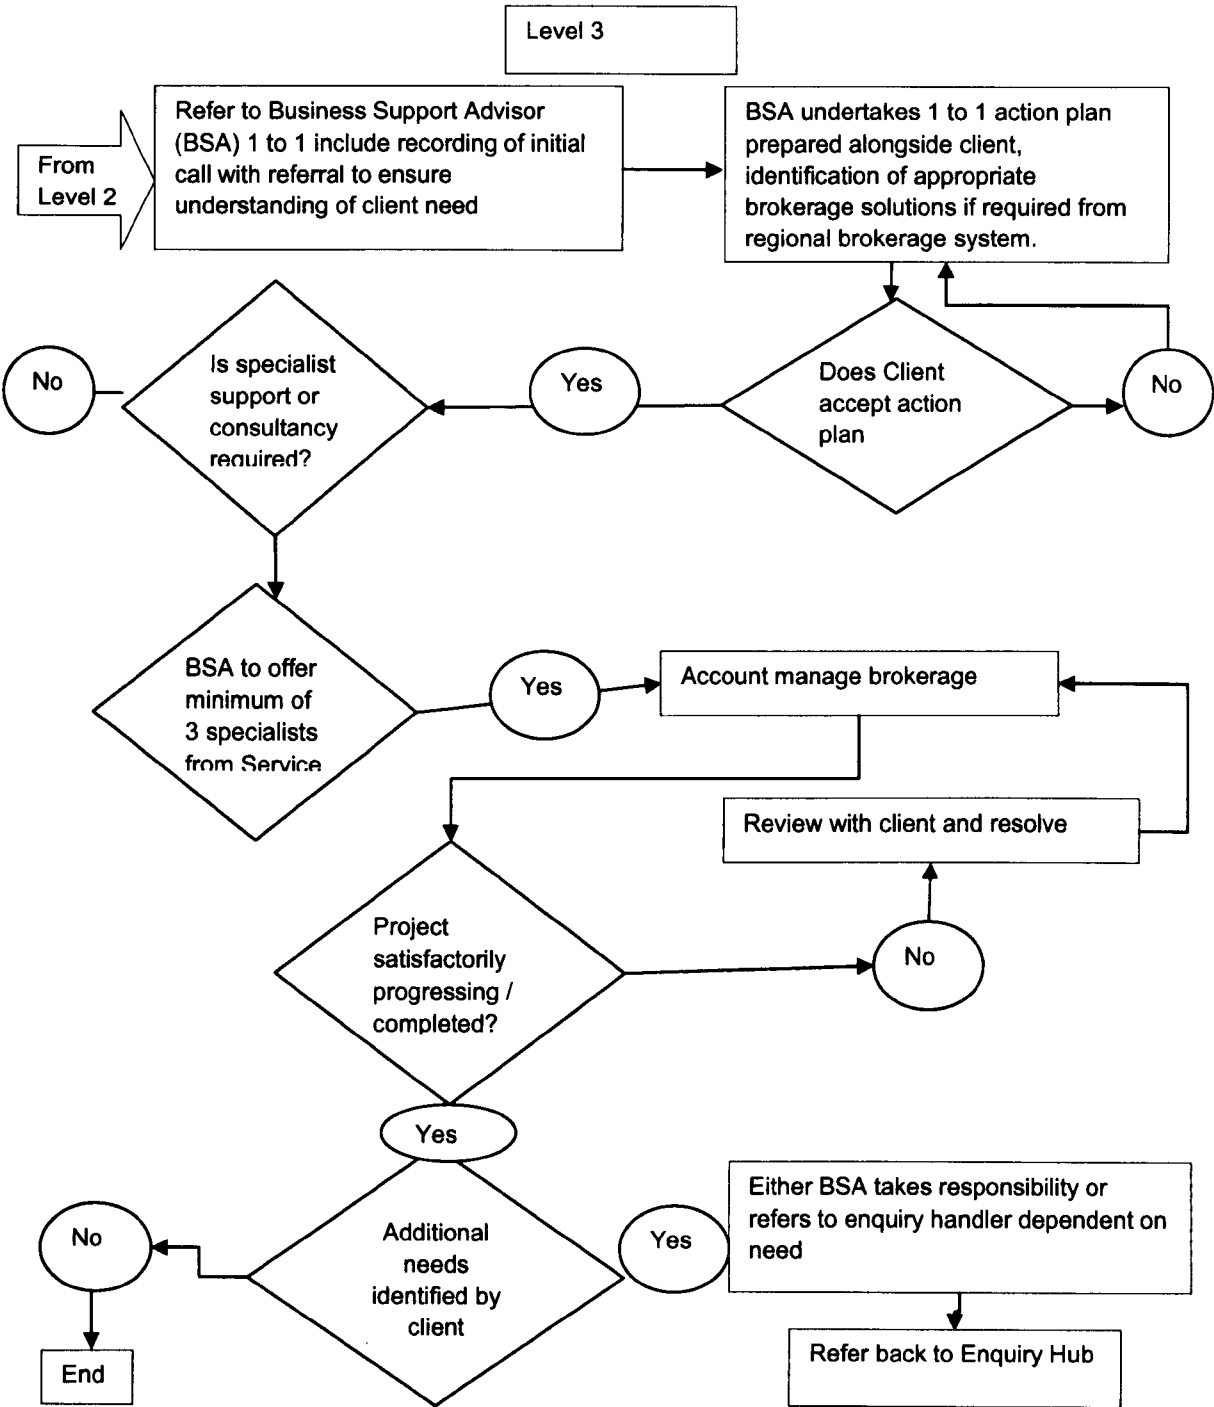 Level 3
From
Level 2
Refer to Business Support Advisor
(BSA) 1 to 1 include recording of initial
call with referral to ensure
understanding of client need
BSA undertakes 1 to 1 action plan
prepared alongside client,
identification of appropriate
brokerage solutions if required from
regional brokerage system.
No
Is specialist
support or
consultancy
required?
Yes
Does Client
accept action
plan
No
BSA to offer
minimum of
3 specialists
from Service
Yes
Account manage brokerage
Review with client and resolve
Project
satisfactorily
progressing /
completed?
No
Yes
No
Additional
needs
identified by
client
Yes
Either BSA takes responsibility or
refers to enquiry handler dependent on
need
End
Refer back to Enquiry Hub